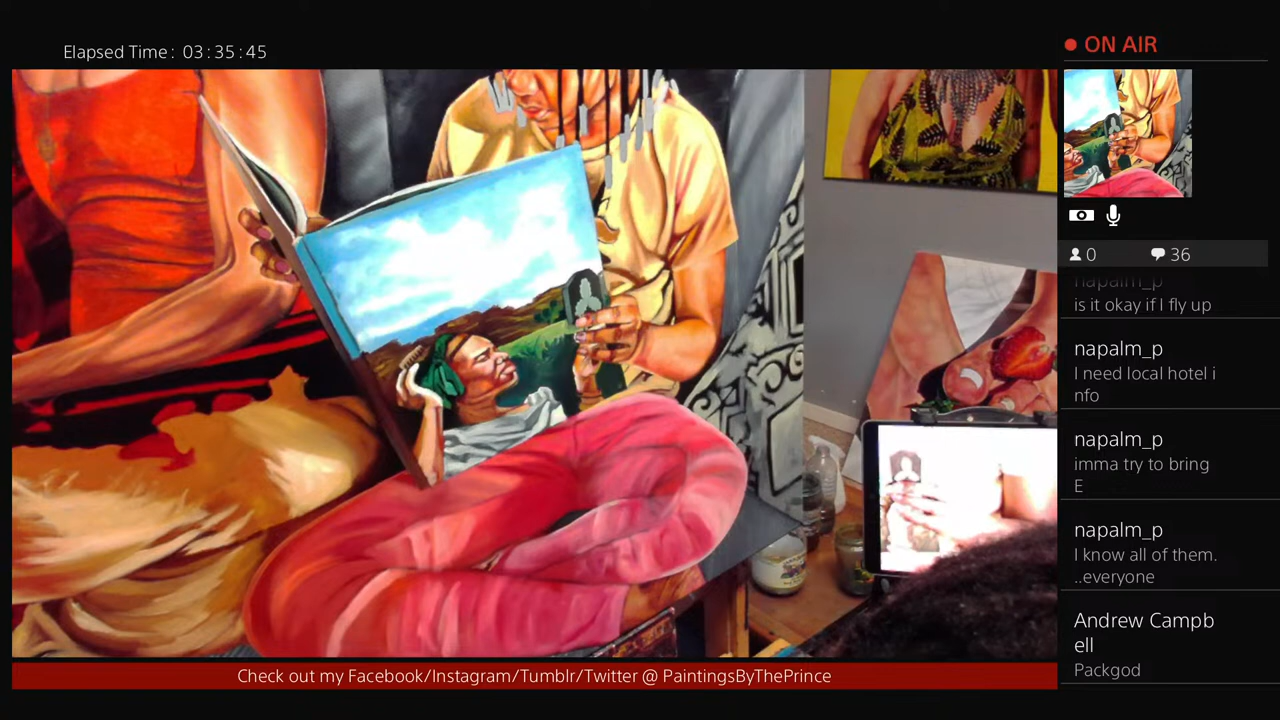 Elapsed Time: 03:35:45
ON AIR
0 36
napalm_p
is it okay if I fly up
napalm_p
I need local hotel i
nfo
napalm_p
imma try to bring
E
napalm_p
I know all of them.
..everyone
Andrew Campb
ell
Packgod
Check out my Facebook/Instagram/Tumblr/Twitter @ PaintingsByThePrince